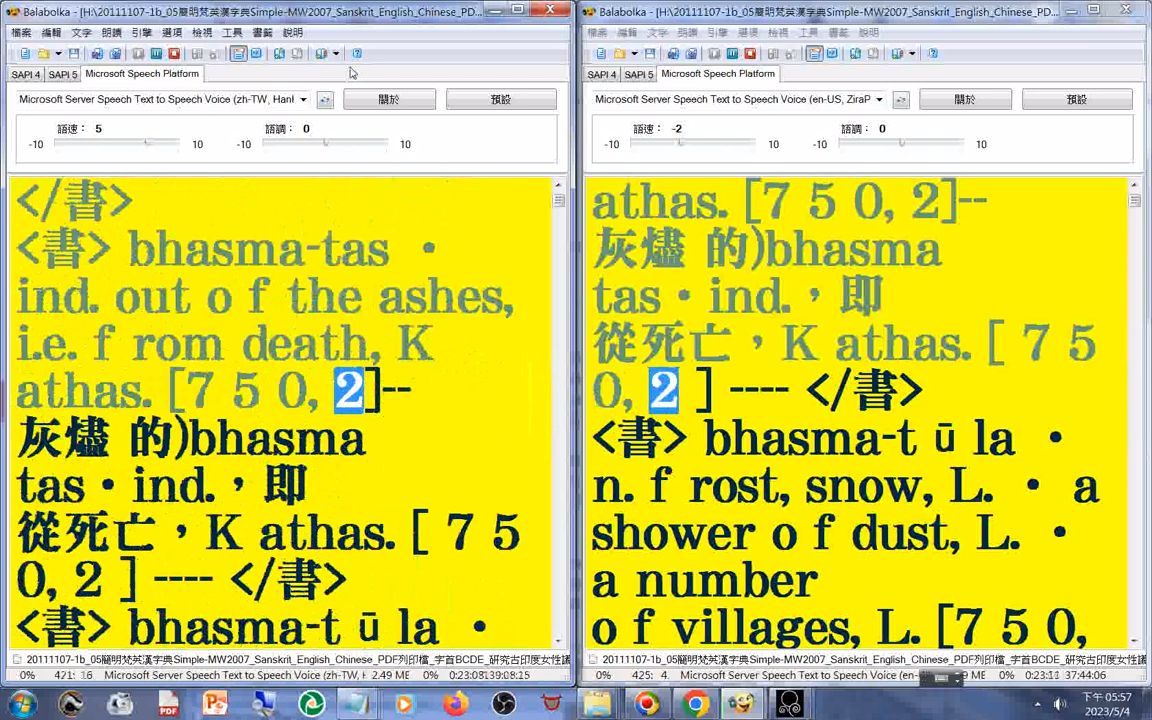 Balabolka - [H:\20111107-1b_05簡明梵英漢字典Simple-MW2007_Sanskrit_English_Chinese_PD...
檔案 編輯 文字 朗讀 引擎 選項 檢視 工具 書籤 說明
SAPI 4 SAPI 5 Microsoft Speech Platform
Microsoft Server Speech Text to Speech Voice (zh-TW, Hanl 關於 預設
語速： 5 語調： 0
-10 10 -10 10
</書>
<書> bhasma-tas •
ind. out o f the ashes,
i.e. f rom death, K
athas. [7 5 0, 2]--
灰燼 的)bhasma
tas•ind.，即
從死亡，K athas. [ 7 5
0, 2 ] ---- </書>
<書> bhasma-t ū la •
20111107-1b_05簡明梵英漢字典Simple-MW2007_Sanskrit_English_Chinese_PDF列印檔_字首BCDE_研究古印度女性議
0% 421: 16 Microsoft Server Speech Text to Speech Voice (zh-TW, H 2.49 ME 0% 0:23:08/39:08:15
Balabolka - [H:\20111107-1b_05簡明梵英漢字典Simple-MW2007_Sanskrit_English_Chinese_PD...
檔案 編輯 文字 朗讀 引擎 選項 檢視 工具 書籤 說明
SAPI 4 SAPI 5 Microsoft Speech Platform
Microsoft Server Speech Text to Speech Voice (en-US, ZiraP 關於 預設
語速： -2 語調： 0
-10 10 -10 10
athas. [7 5 0, 2]--
灰燼 的)bhasma
tas•ind.，即
從死亡，K athas. [ 7 5
0, 2 ] ---- </書>
<書> bhasma-t ū la •
n. f rost, snow, L. • a
shower o f dust, L. •
a number
o f villages, L. [7 5 0,
20111107-1b_05簡明梵英漢字典Simple-MW2007_Sanskrit_English_Chinese_PDF列印檔_字首BCDE_研究古印度女性議
0% 425: 4. Microsoft Server Speech Text to Speech Voice (en- ME 0% 0:23:11 37:44:06
下午 05:57
2023/5/4